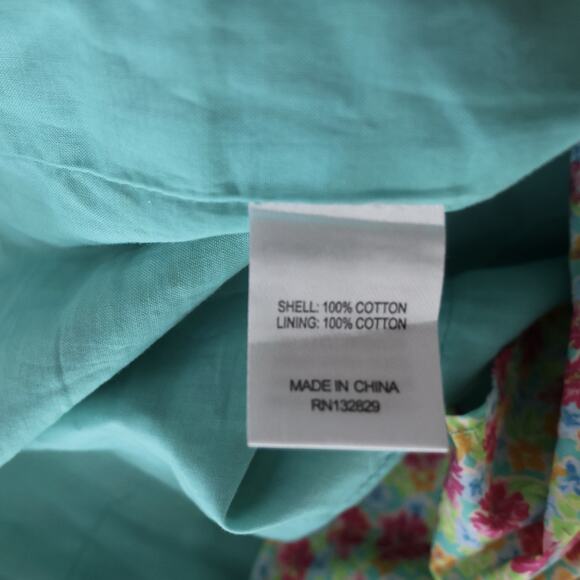 SHELL: 100% COTTON
LINING: 100% COTTON
MADE IN CHINA
RN132829